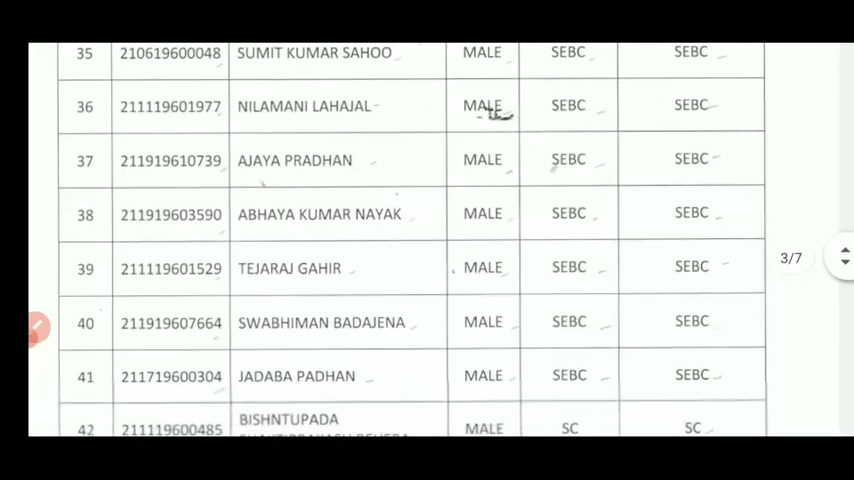 35 210619600048 SUMIT KUMAR SAHOO MALE SEBC SEBC
36 211119601977 NILAMANI LAHAJAL MALE SEBC SEBC
37 211919610739 AJAYA PRADHAN MALE SEBC SEBC
38 211919603590 ABHAYA KUMAR NAYAK MALE SEBC SEBC
39 211119601529 TEJARAJ GAHIR MALE SEBC SEBC
3/7
40 211919607664 SWABHIMAN BADAJENA MALE SEBC SEBC
41 211719600304 JADABA PADHAN MALE SEBC SEBC
42 211119600485 BISHNTUPADA MALE SC SC